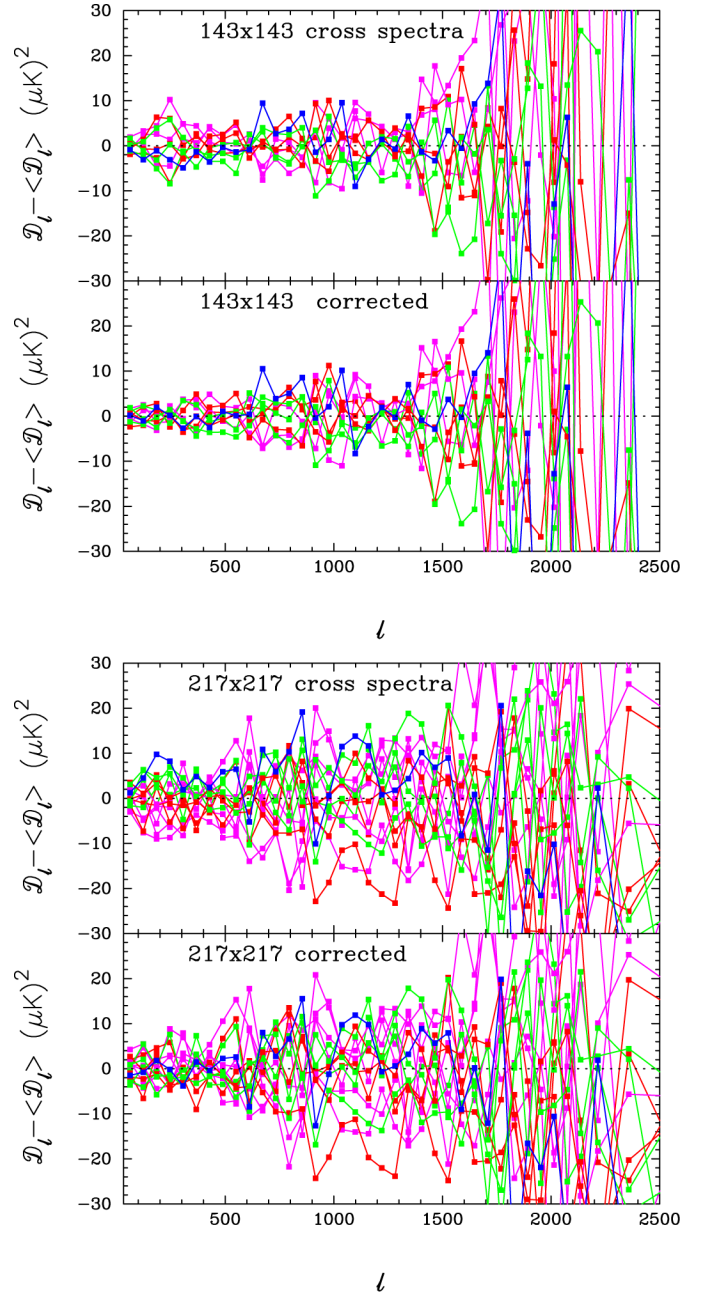 30
20
10
0
−10
−20
−30
143x143 cross spectra
𝒟ₗ−<𝒟ₗ> (μK)²
20
10
0
−10
−20
−30
143x143 corrected
𝒟ₗ−<𝒟ₗ> (μK)²
500 1000 1500 2000 2500
ℓ
30
20
10
0
−10
−20
−30
217x217 cross spectra
𝒟ₗ−<𝒟ₗ> (μK)²
20
10
0
−10
−20
−30
217x217 corrected
𝒟ₗ−<𝒟ₗ> (μK)²
500 1000 1500 2000 2500
ℓ